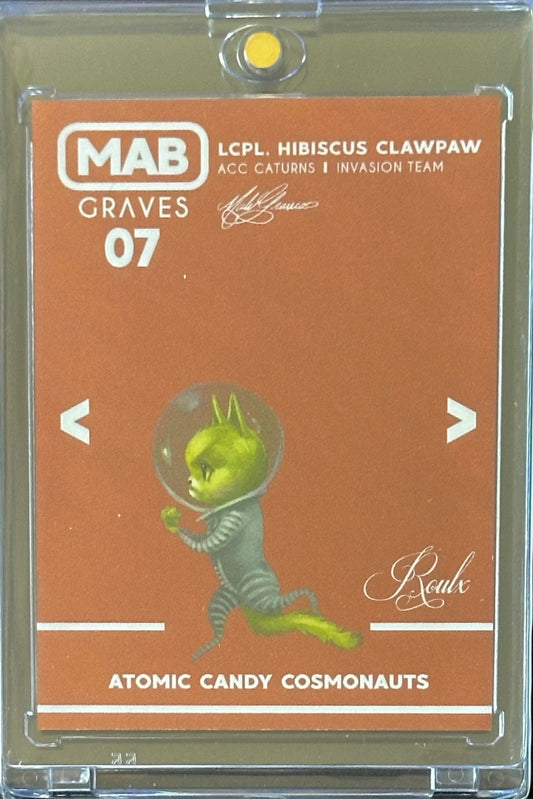 MAB
GRAVES
07
LCPL. HIBISCUS CLAWPAW
ACC CATURNS | INVASION TEAM
< >
Roulx
ATOMIC CANDY COSMONAUTS